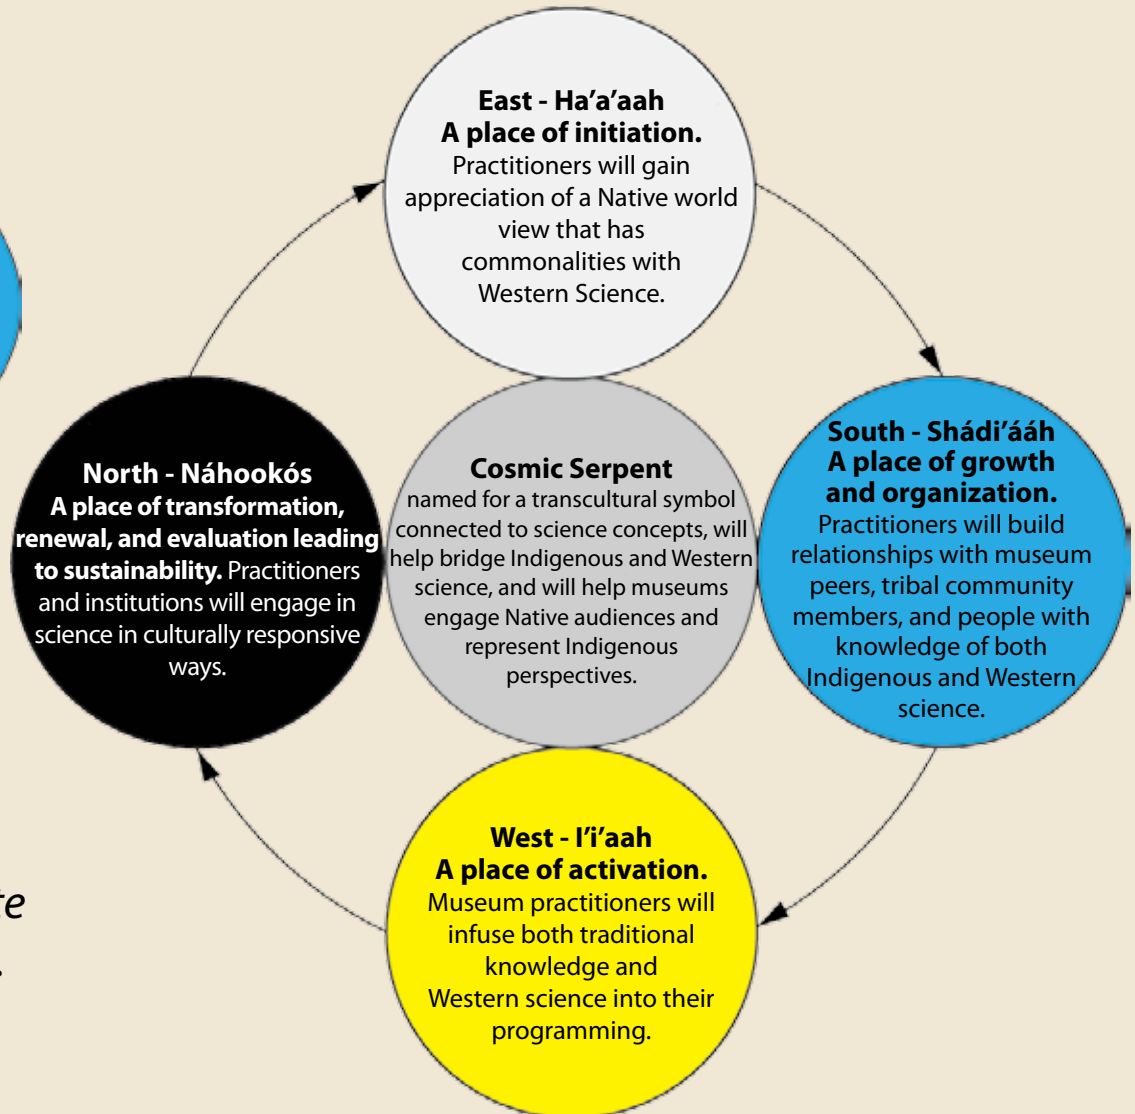 East - Ha'a'aah
A place of initiation.
Practitioners will gain
appreciation of a Native world
view that has
commonalities with
Western Science.
North - Náhookós
A place of transformation,
renewal, and evaluation leading
to sustainability. Practitioners
and institutions will engage in
science in culturally responsive
ways.
Cosmic Serpent
named for a transcultural symbol
connected to science concepts, will
help bridge Indigenous and Western
science, and will help museums
engage Native audiences and
represent Indigenous
perspectives.
South - Shádi'ááh
A place of growth
and organization.
Practitioners will build
relationships with museum
peers, tribal community
members, and people with
knowledge of both
Indigenous and Western
science.
West - I'i'aah
A place of activation.
Museum practitioners will
infuse both traditional
knowledge and
Western science into their
programming.